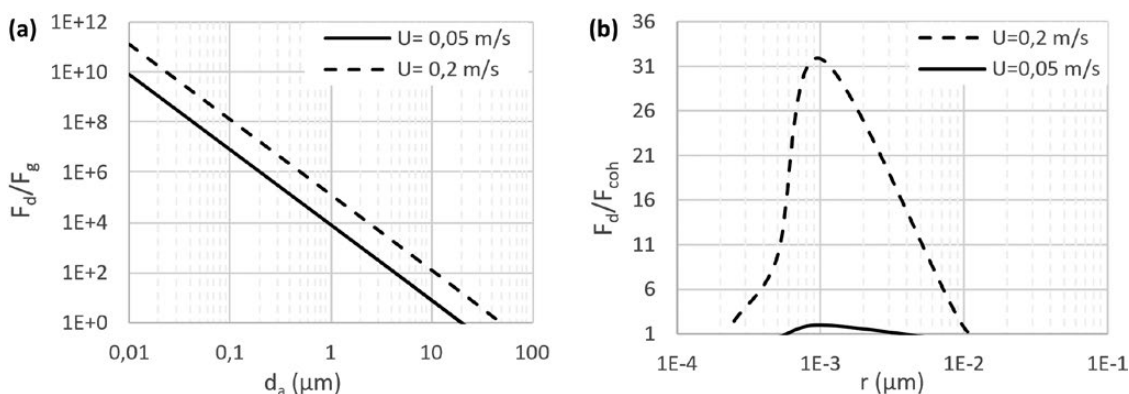 (a)
1E+12
1E+10
1E+8
1E+6
1E+4
1E+2
1E+0
F_d/F_g
U= 0,05 m/s
U= 0,2 m/s
0,01 0,1 1 10 100
d_a (µm)
(b)
36
31
26
21
16
11
6
1
F_d/F_coh
U=0,2 m/s
U=0,05 m/s
1E-4 1E-3 1E-2 1E-1
r (µm)